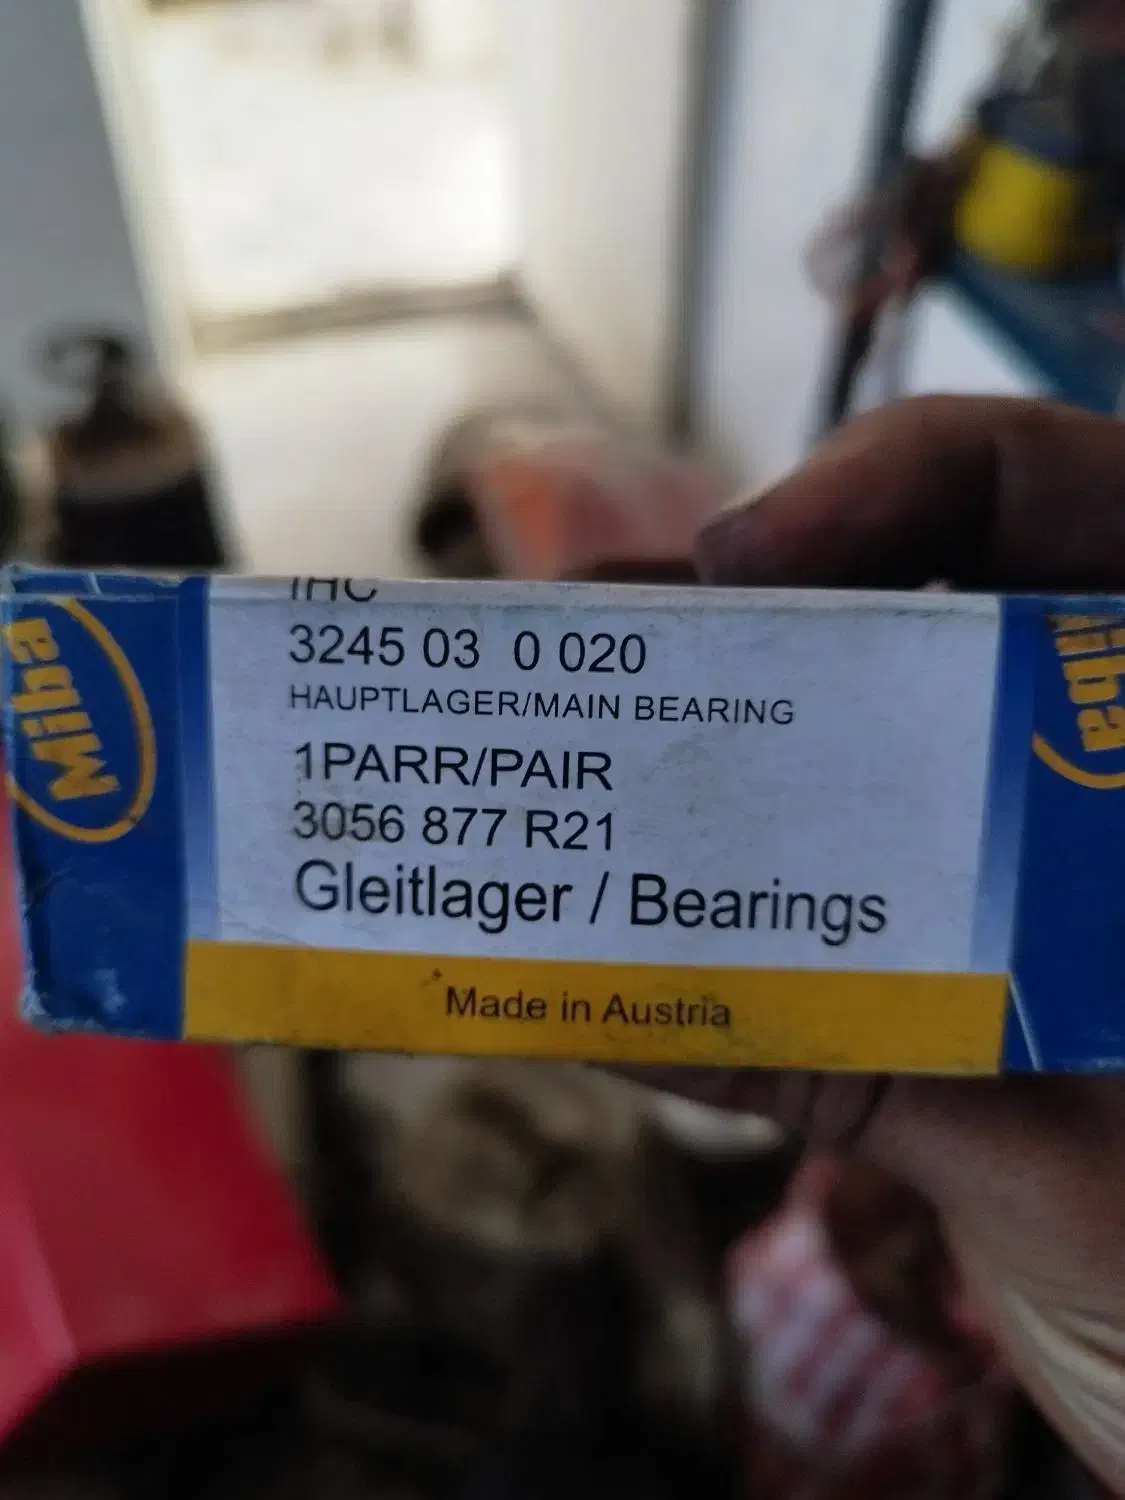 Miba
IHC
3245 03 0 020
HAUPTLAGER/MAIN BEARING
1PARR/PAIR
3056 877 R21
Gleitlager / Bearings
Made in Austria
Miba